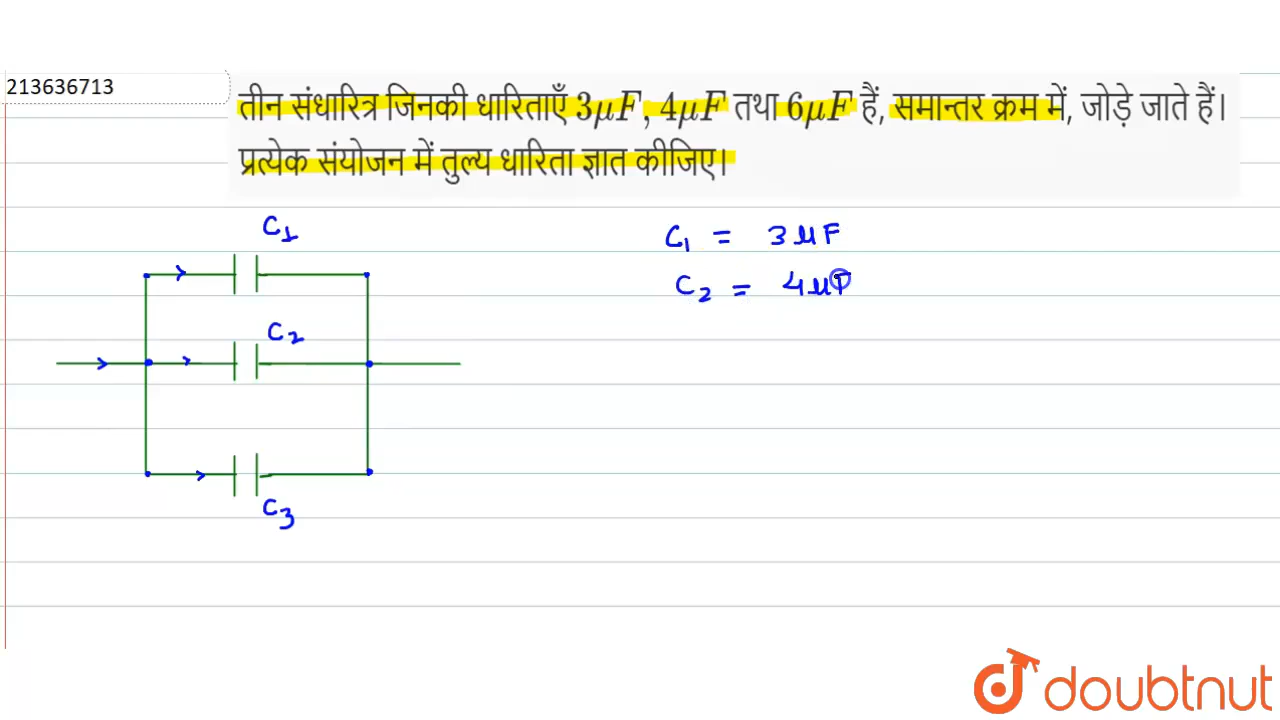 213636713
तीन संधारित्र जिनकी धारिताएँ 3μF, 4μF तथा 6μF हैं, समान्तर क्रम में, जोड़े जाते हैं।
प्रत्येक संयोजन में तुल्य धारिता ज्ञात कीजिए।
C1
C1 = 3μF
C2 = 4μF
C2
C3
doubtnut